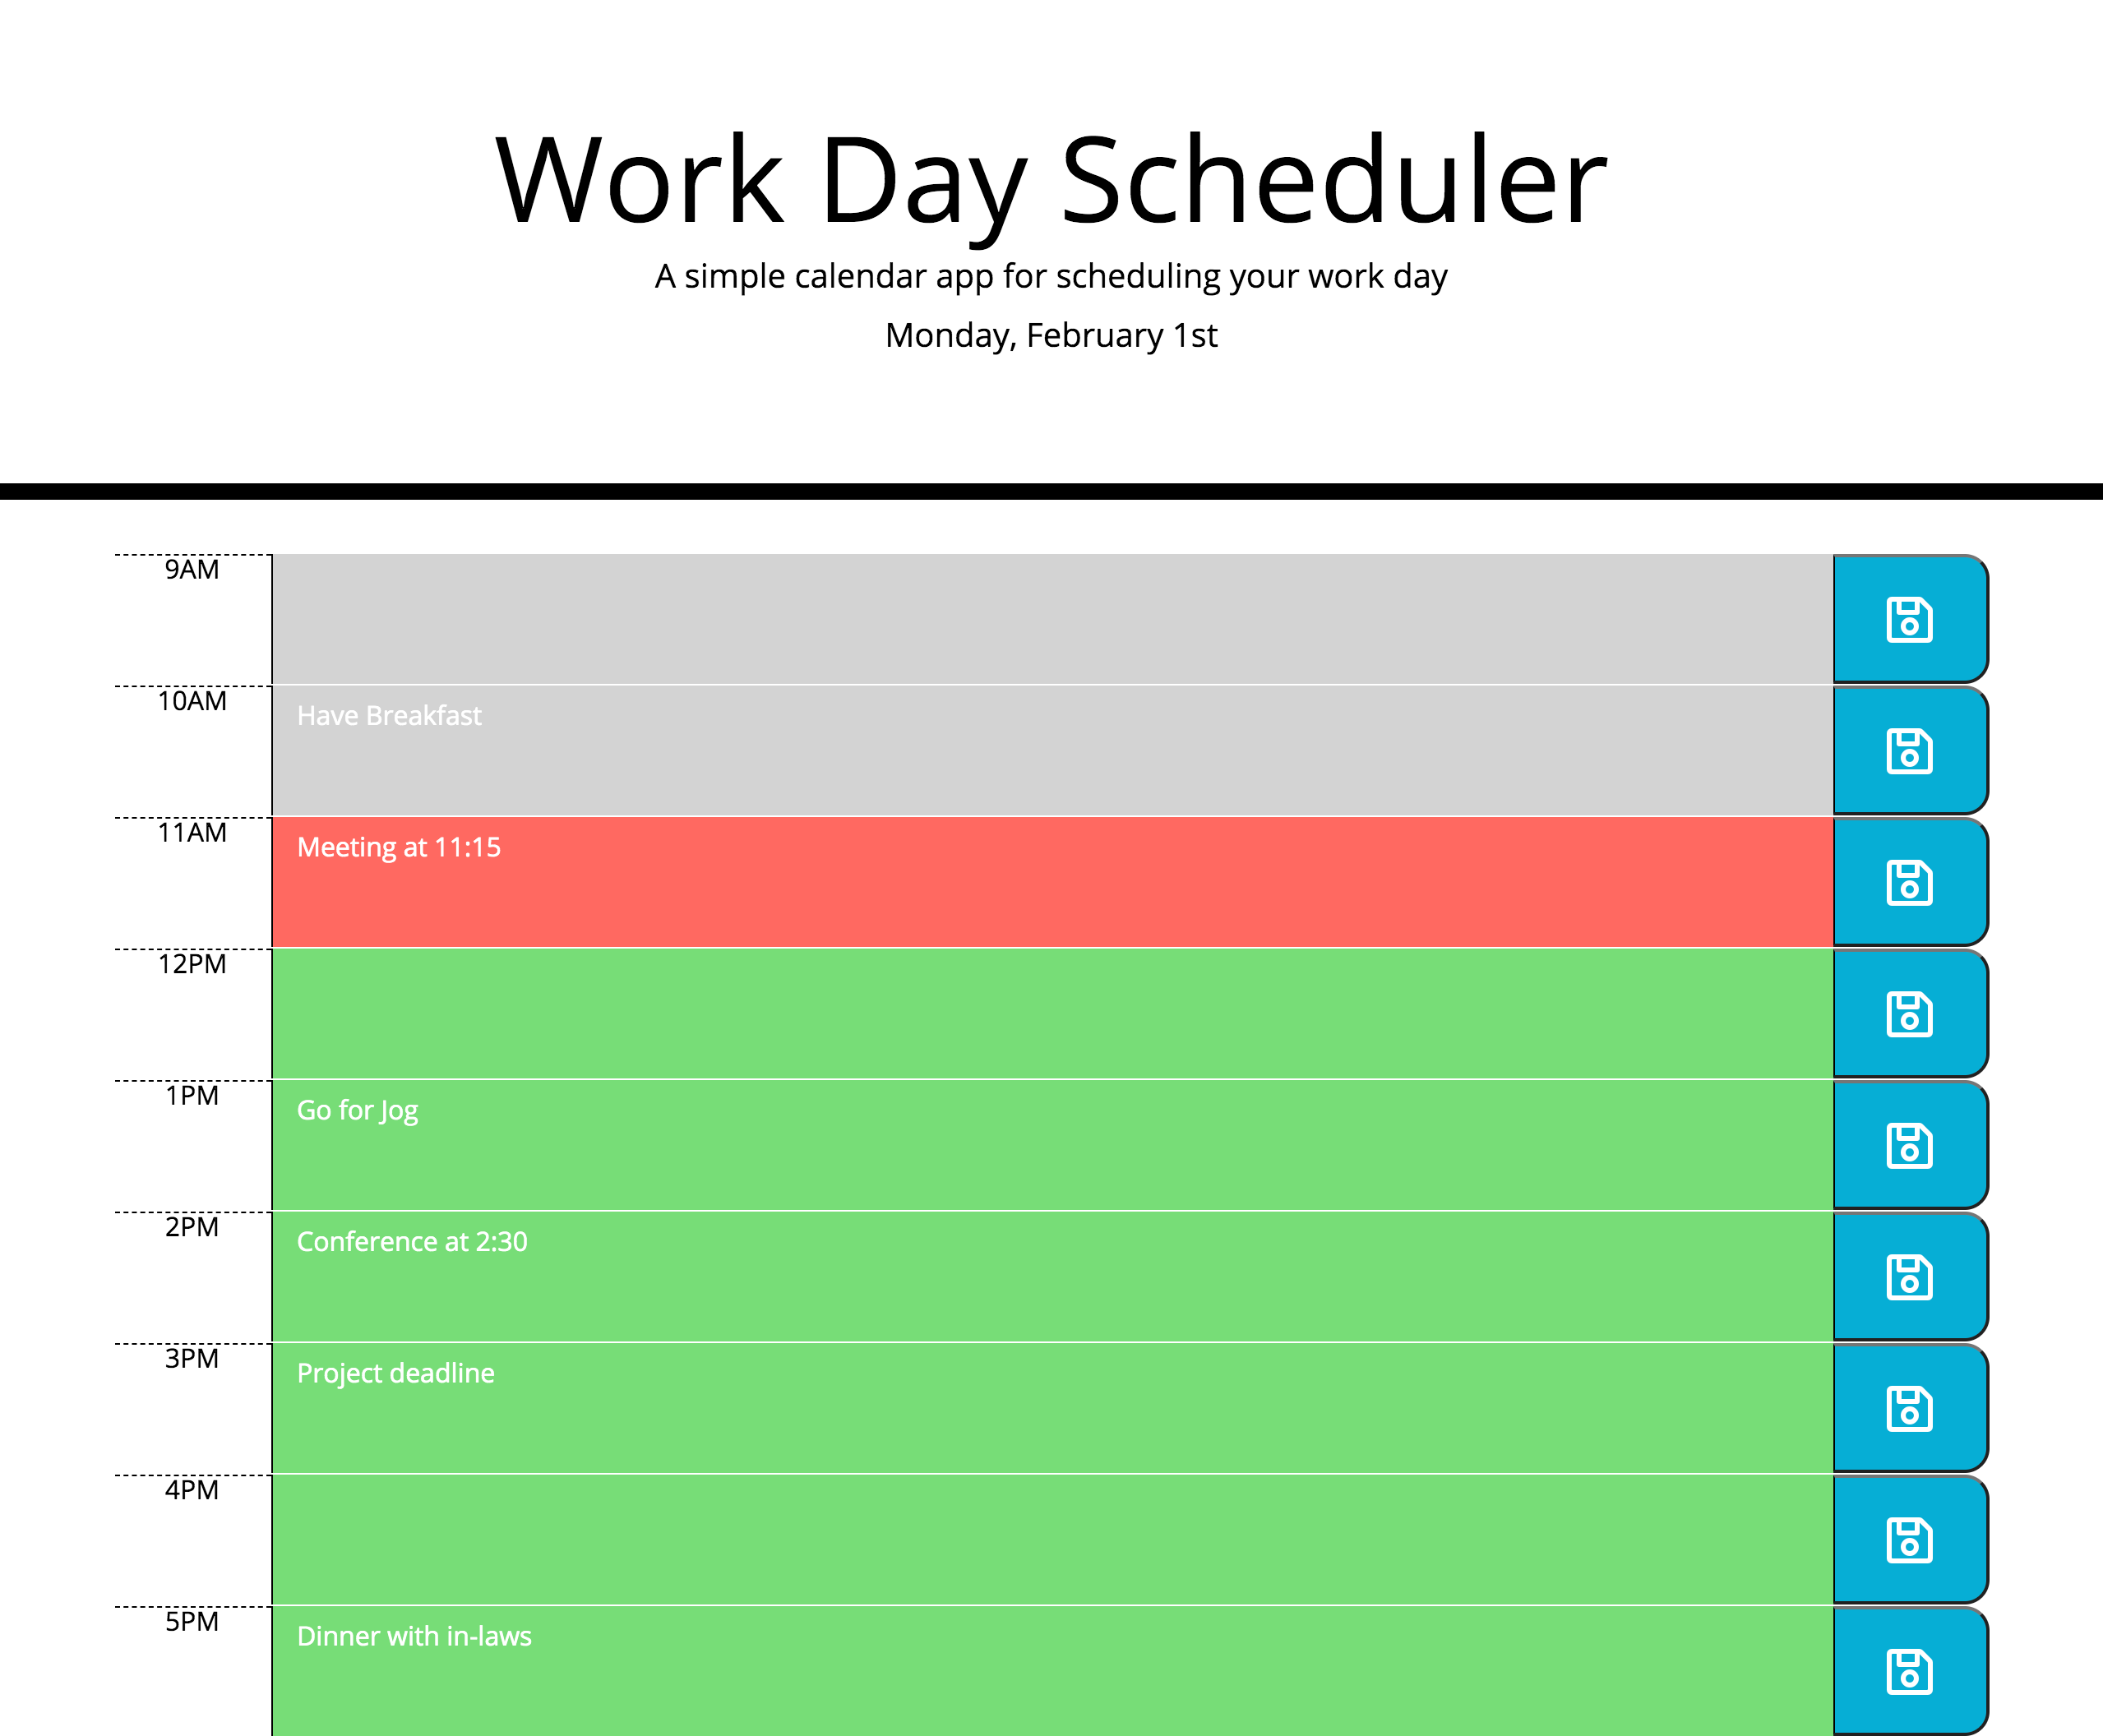 Work Day Scheduler
A simple calendar app for scheduling your work day
Monday, February 1st
9AM
10AM
Have Breakfast
11AM
Meeting at 11:15
12PM
1PM
Go for Jog
2PM
Conference at 2:30
3PM
Project deadline
4PM
5PM
Dinner with in-laws